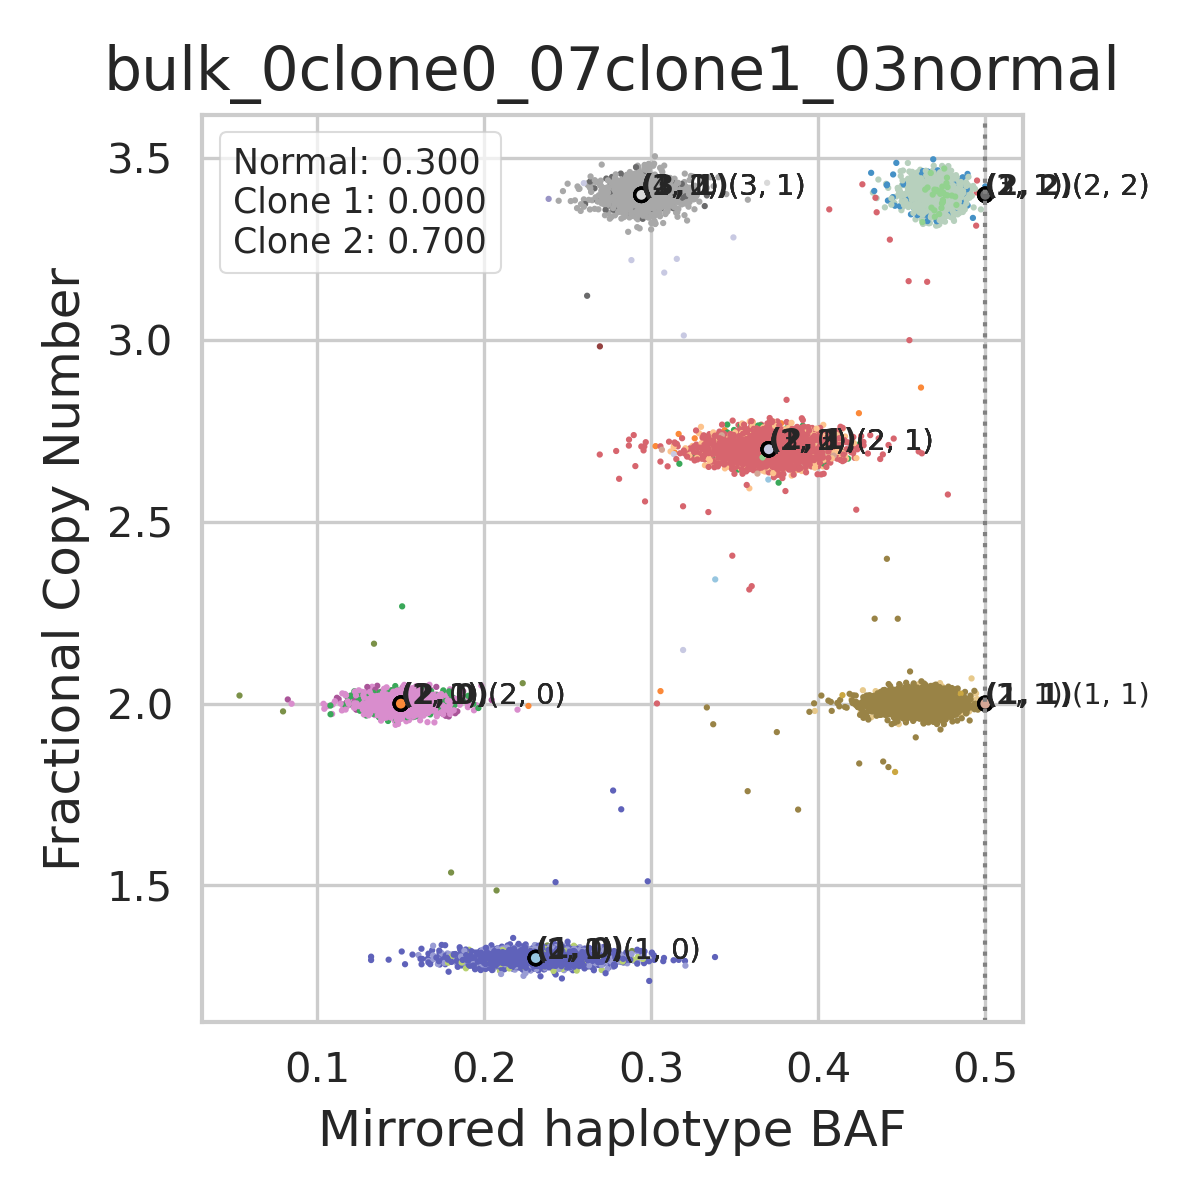 bulk_0clone0_07clone1_03normal
Normal: 0.300
Clone 1: 0.000
Clone 2: 0.700
3.5
3.0
2.5
2.0
1.5
Fractional Copy Number
(3, 1)
(2, 2)
(2, 1)
(2, 0)
(1, 1)
(1, 0)
0.1 0.2 0.3 0.4 0.5
Mirrored haplotype BAF